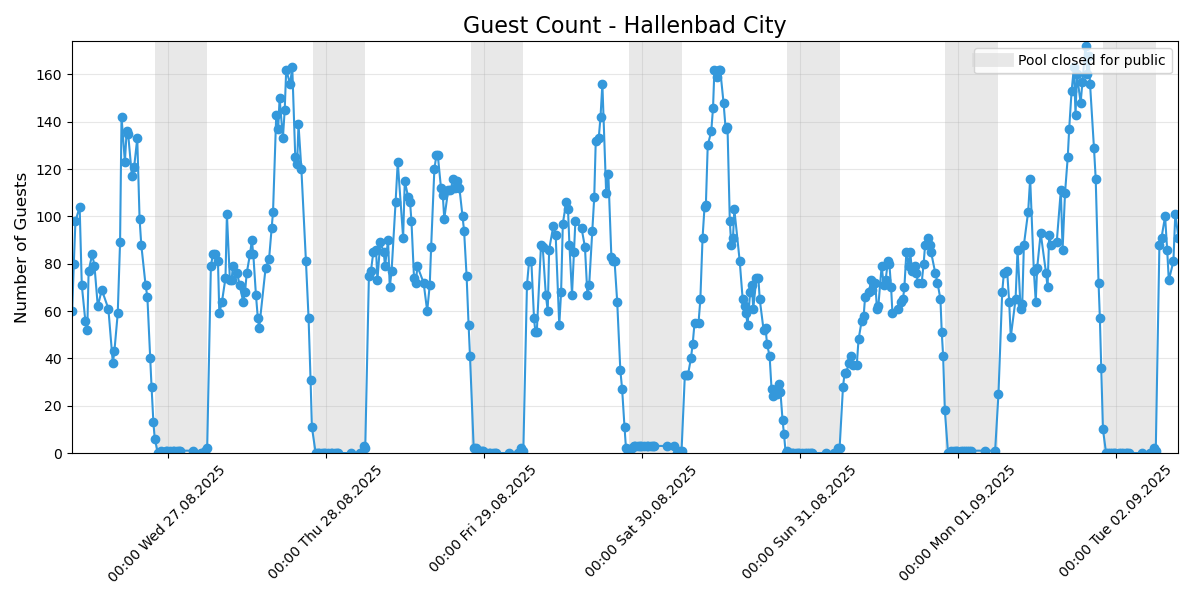 Guest Count - Hallenbad City
Pool closed for public
Number of Guests
160
140
120
100
80
60
40
20
0
00:00 Wed 27.08.2025
00:00 Thu 28.08.2025
00:00 Fri 29.08.2025
00:00 Sat 30.08.2025
00:00 Sun 31.08.2025
00:00 Mon 01.09.2025
00:00 Tue 02.09.2025